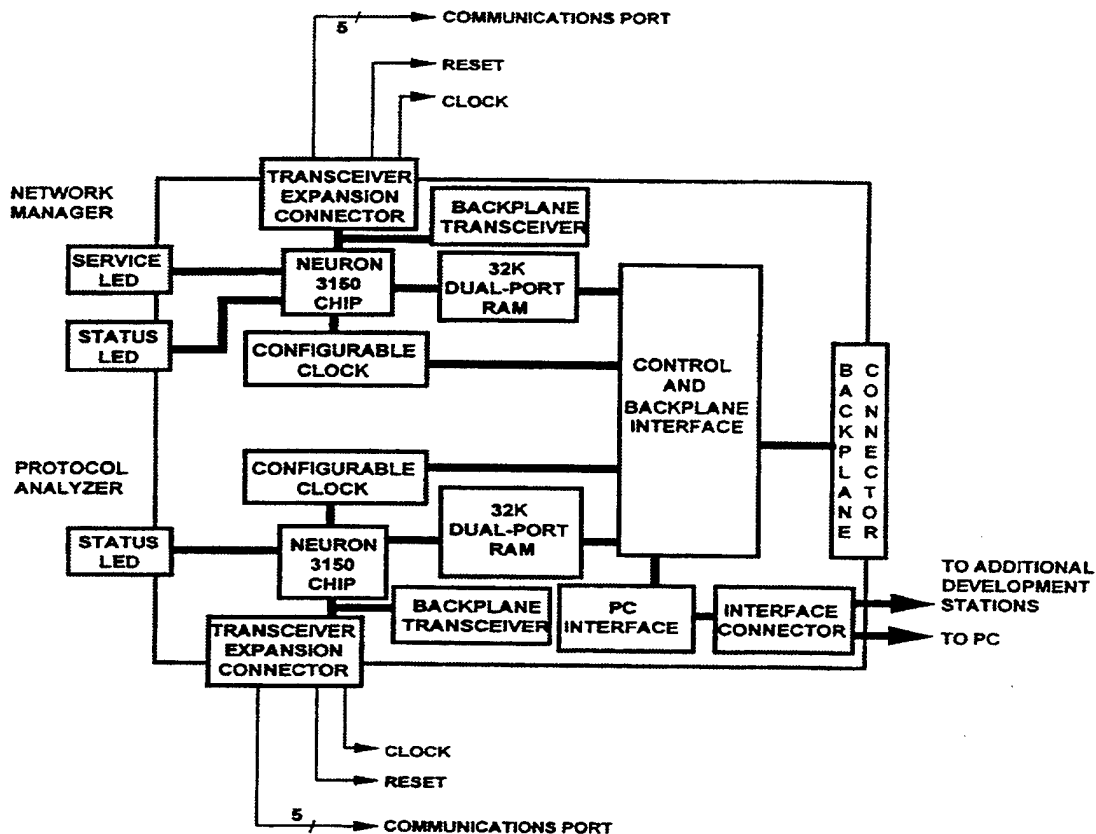 COMMUNICATIONS PORT
5
RESET
CLOCK
TRANSCEIVER
EXPANSION
CONNECTOR
NETWORK
MANAGER
BACKPLANE
TRANSCEIVER
SERVICE
LED
NEURON
3150
CHIP
32K
DUAL-PORT
RAM
STATUS
LED
CONFIGURABLE
CLOCK
CONTROL
AND
BACKPLANE
INTERFACE
BACKPLANE
CONNECTOR
PROTOCOL
ANALYZER
CONFIGURABLE
CLOCK
32K
DUAL-PORT
RAM
STATUS
LED
NEURON
3150
CHIP
BACKPLANE
TRANSCEIVER
PC
INTERFACE
INTERFACE
CONNECTOR
TO ADDITIONAL
DEVELOPMENT
STATIONS
TO PC
TRANSCEIVER
EXPANSION
CONNECTOR
CLOCK
RESET
5
COMMUNICATIONS PORT